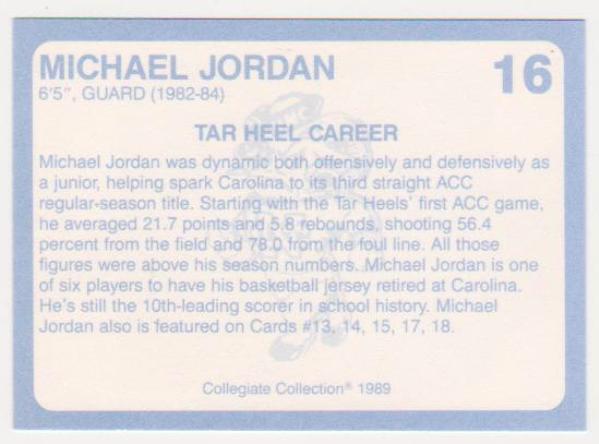 MICHAEL JORDAN 16
6'5", GUARD (1982-84)
TAR HEEL CAREER
Michael Jordan was dynamic both offensively and defensively as
a junior, helping spark Carolina to its third straight ACC
regular-season title. Starting with the Tar Heels' first ACC game,
he averaged 21.7 points and 5.8 rebounds, shooting 56.4
percent from the field and 78.0 from the foul line. All those
figures were above his season numbers. Michael Jordan is one
of six players to have his basketball jersey retired at Carolina.
He's still the 10th-leading scorer in school history. Michael
Jordan also is featured on Cards #13, 14, 15, 17, 18.
Collegiate Collection® 1989